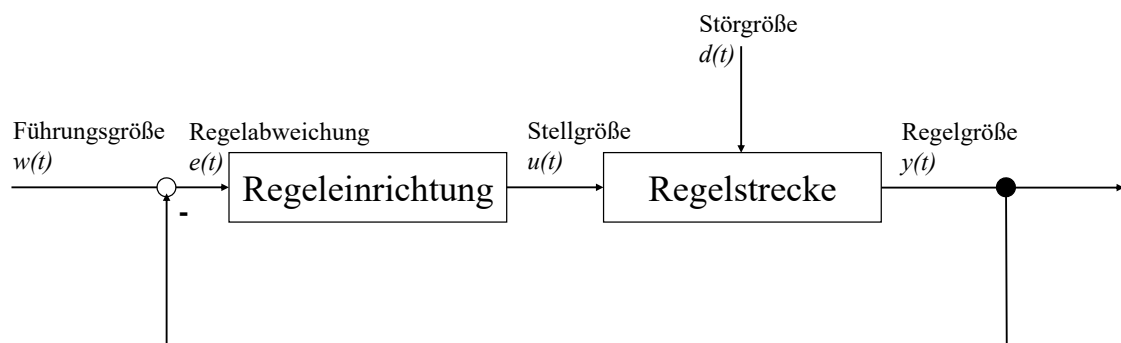 Störgröße
d(t)
Führungsgröße
w(t)
Regelabweichung
e(t)
Stellgröße
u(t)
Regelgröße
y(t)
Regeleinrichtung
Regelstrecke
-